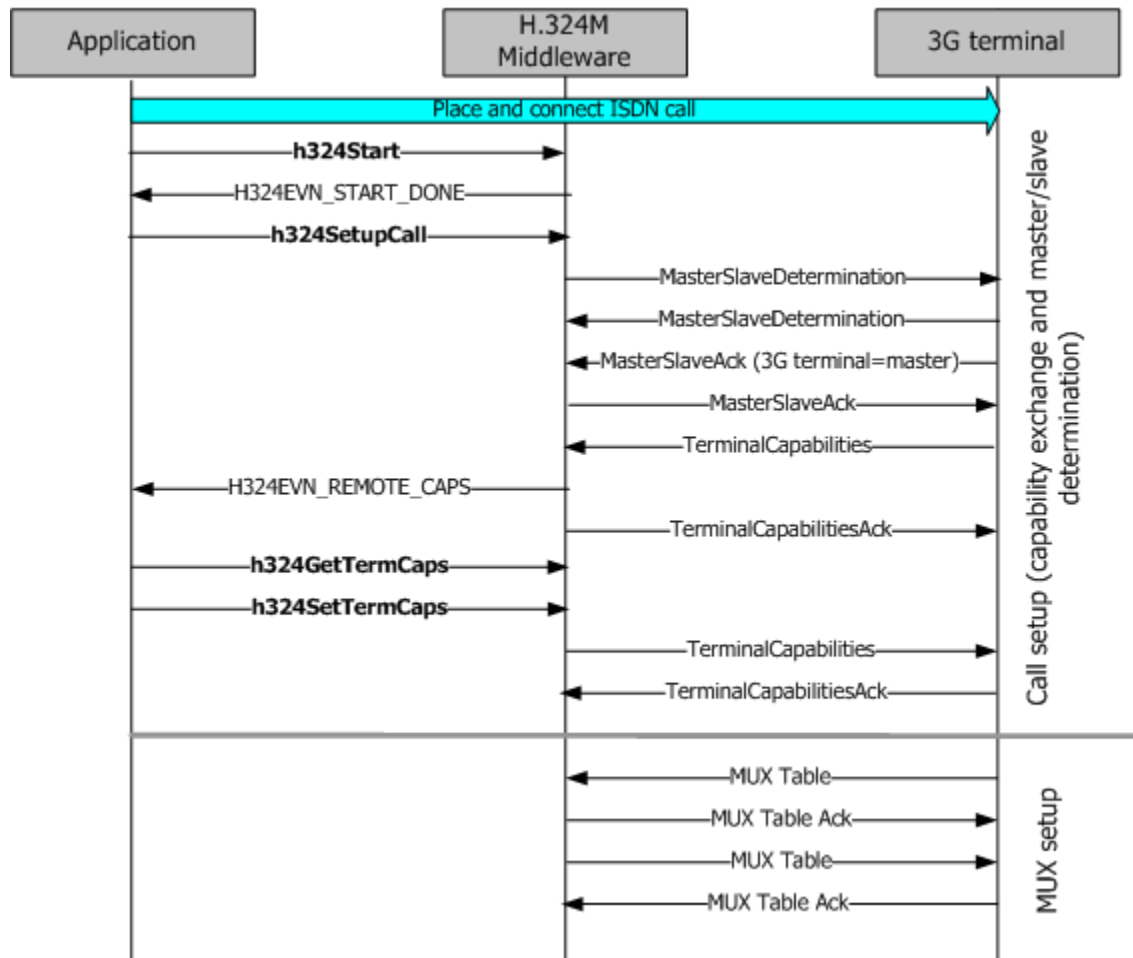 Application
H.324M
Middleware
3G terminal
Place and connect ISDN call
h324Start
H324EVN_START_DONE
h324SetupCall
MasterSlaveDetermination
MasterSlaveDetermination
MasterSlaveAck (3G terminal=master)
MasterSlaveAck
TerminalCapabilities
H324EVN_REMOTE_CAPS
TerminalCapabilitiesAck
h324GetTermCaps
h324SetTermCaps
TerminalCapabilities
TerminalCapabilitiesAck
Call setup (capability exchange and master/slave
determination)
MUX Table
MUX Table Ack
MUX Table
MUX Table Ack
MUX setup